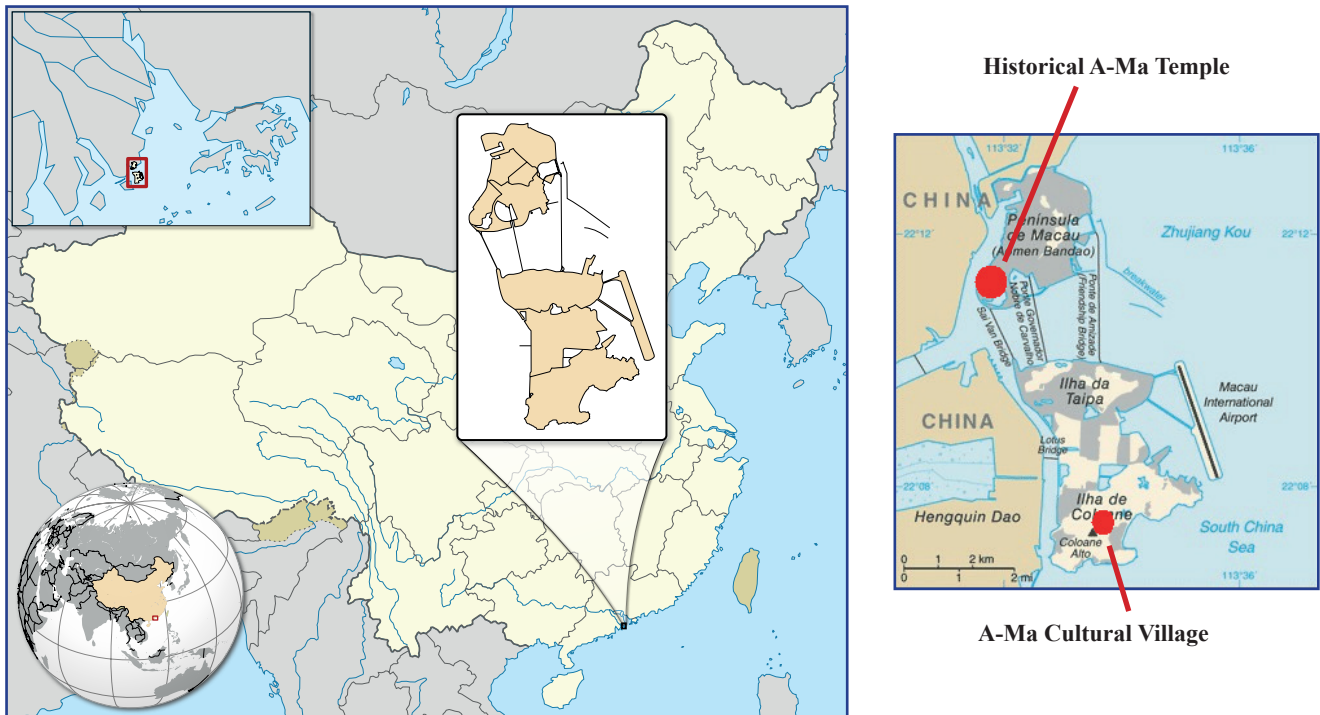 Historical A-Ma Temple
113°32
113°36
CHINA
Península
de Macau
(Aomen Bandao)
22°12'
Zhujiang Kou
22°12'
breakwater
Sai Van Bridge
Ponte Governador
Nobre de Carvalho
Ponte de Amizade
(Friendship Bridge)
Ilha da
Taipa
Macau
International
Airport
CHINA
Lotus
Bridge
22°08'
Ilha de
Coloane
22°08'
Hengquin Dao
Coloane
Alto
South China
Sea
0 1 2 km
0 1 2 mi
113°36
A-Ma Cultural Village